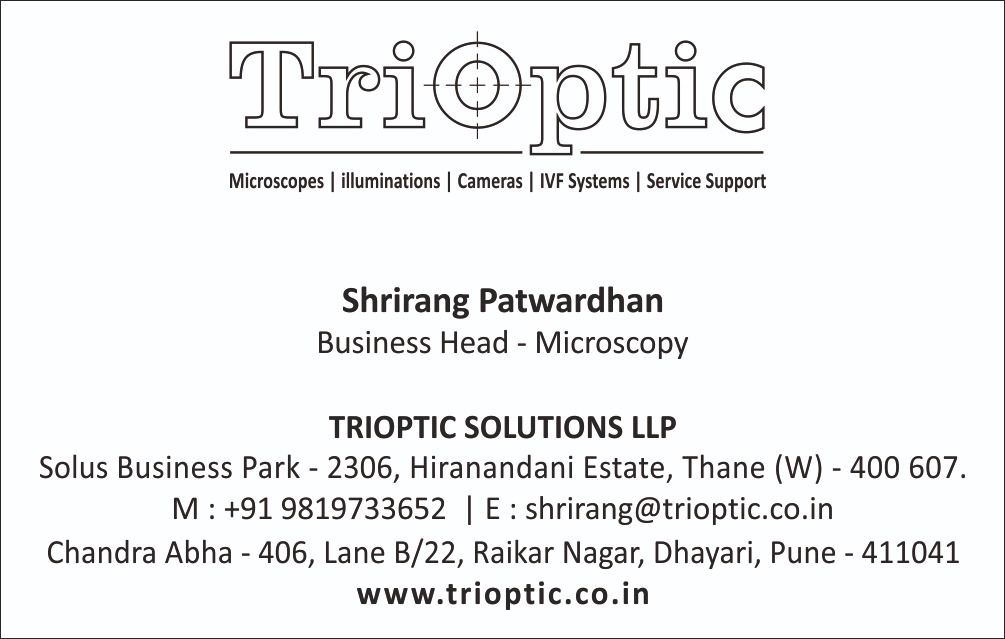 TriOptic
Microscopes | illuminations | Cameras | IVF Systems | Service Support
Shrirang Patwardhan
Business Head - Microscopy
TRIOPTIC SOLUTIONS LLP
Solus Business Park - 2306, Hiranandani Estate, Thane (W) - 400 607.
M : +91 9819733652 | E : shrirang@trioptic.co.in
Chandra Abha - 406, Lane B/22, Raikar Nagar, Dhayari, Pune - 411041
www.trioptic.co.in